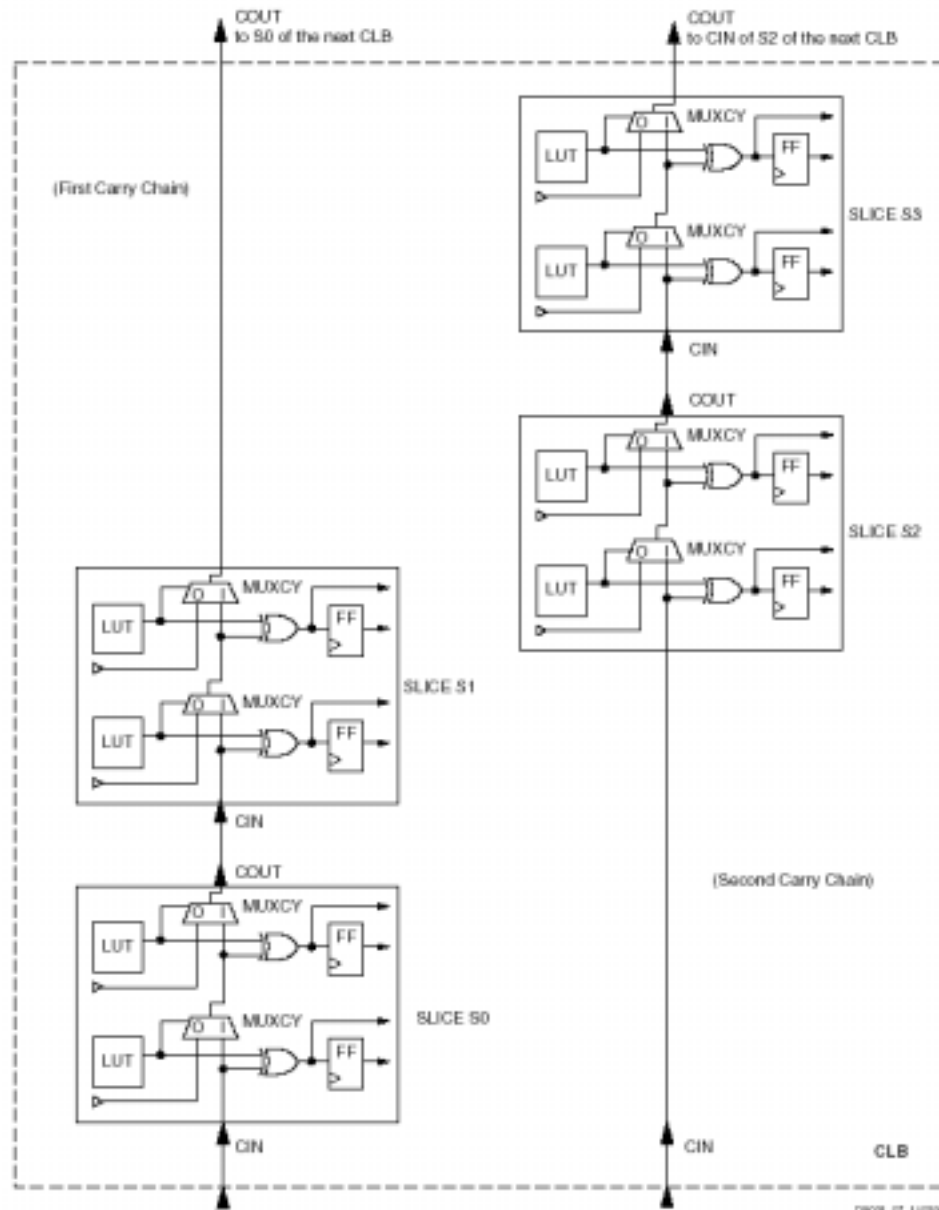 COUT
to S0 of the next CLB
COUT
to CIN of S2 of the next CLB
(First Carry Chain)
O I MUXCY
LUT
FF
SLICE S3
O I MUXCY
LUT
FF
CIN
COUT
O I MUXCY
LUT
FF
SLICE S2
O I MUXCY
LUT
FF
O I MUXCY
LUT
FF
SLICE S1
O I MUXCY
LUT
FF
CIN
COUT
(Second Carry Chain)
O I MUXCY
LUT
FF
SLICE S0
O I MUXCY
LUT
FF
CIN
CIN
CLB